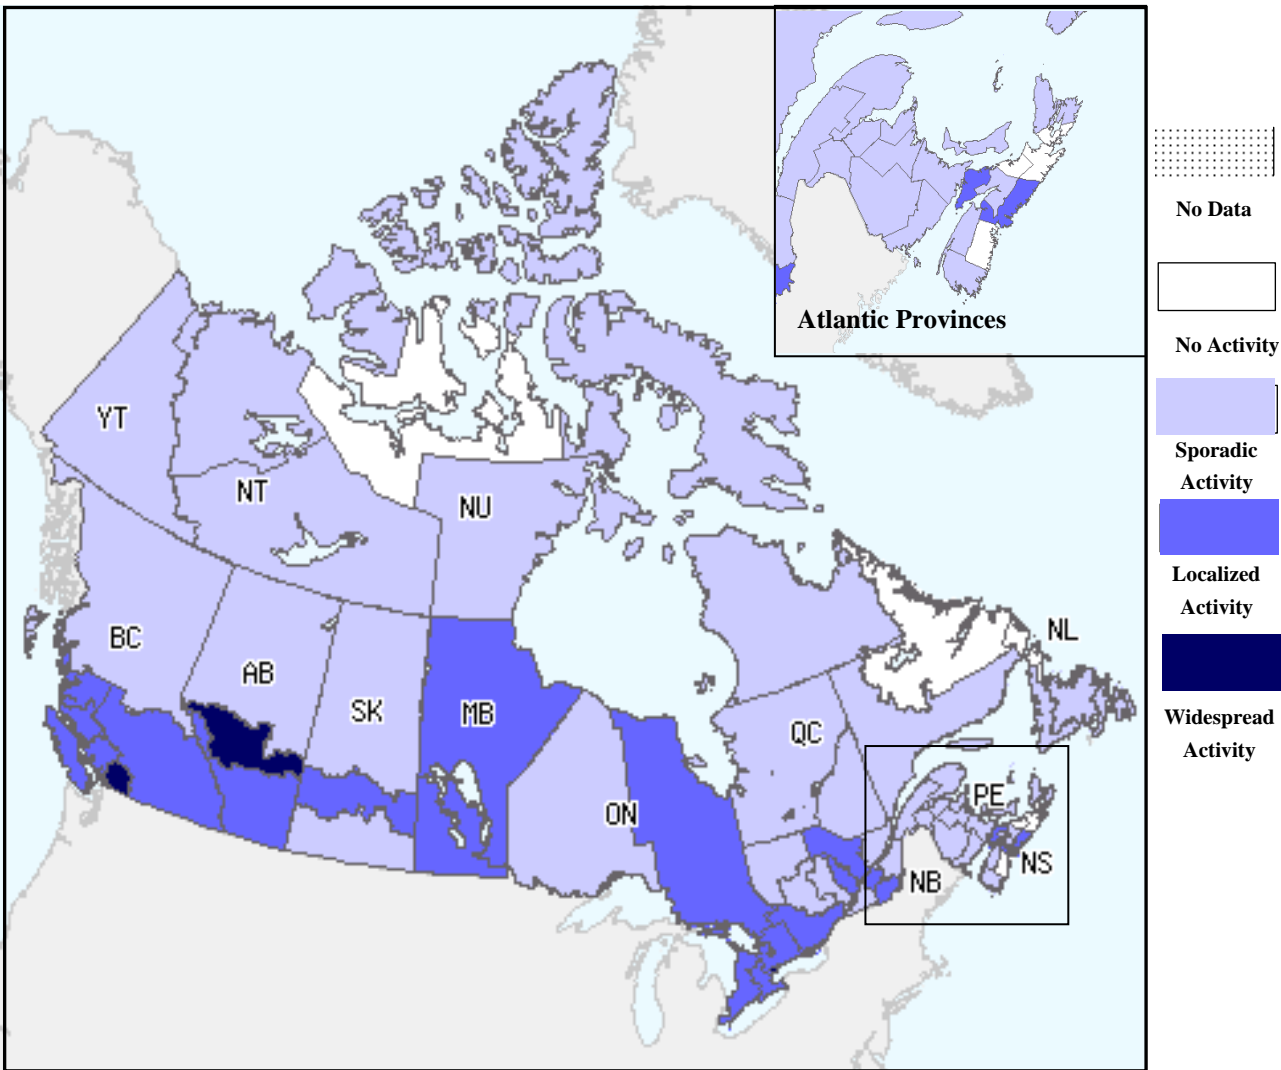 Atlantic Provinces
YT
NT
NU
BC
AB
SK
MB
ON
QC
NL
PE
NS
NB
No Data
No Activity
Sporadic
Activity
Localized
Activity
Widespread
Activity